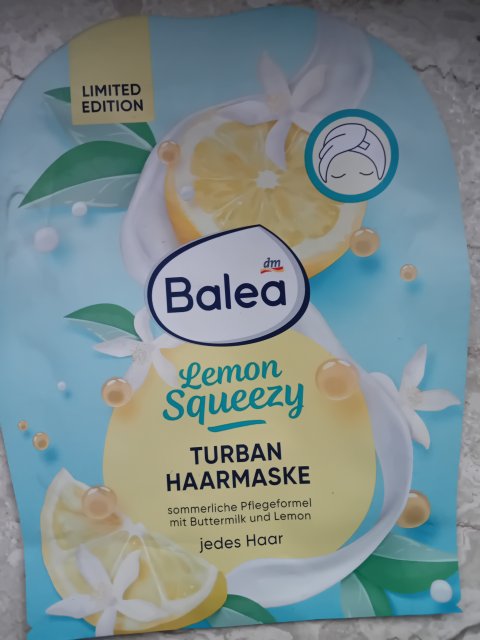 LIMITED
EDITION
dm
Balea
Lemon
Squeezy
TURBAN
HAARMASKE
sommerliche Pflegeformel
mit Buttermilk und Lemon
jedes Haar